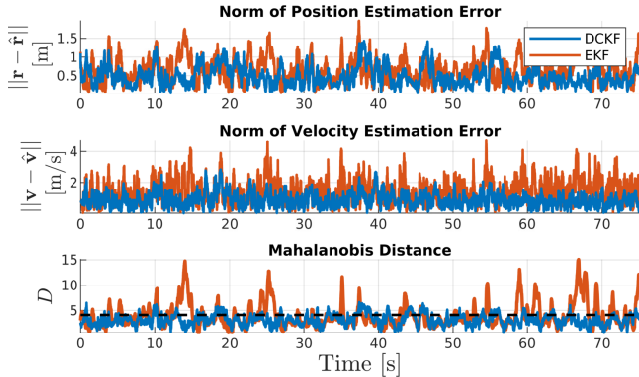 Norm of Position Estimation Error
||r − r̂||
[m]
1.5
1
0.5
DCKF
EKF
0 10 20 30 40 50 60 70
Norm of Velocity Estimation Error
||v − v̂||
[m/s]
4
2
0 10 20 30 40 50 60 70
Mahalanobis Distance
D
15
10
5
0 10 20 30 40 50 60 70
Time [s]